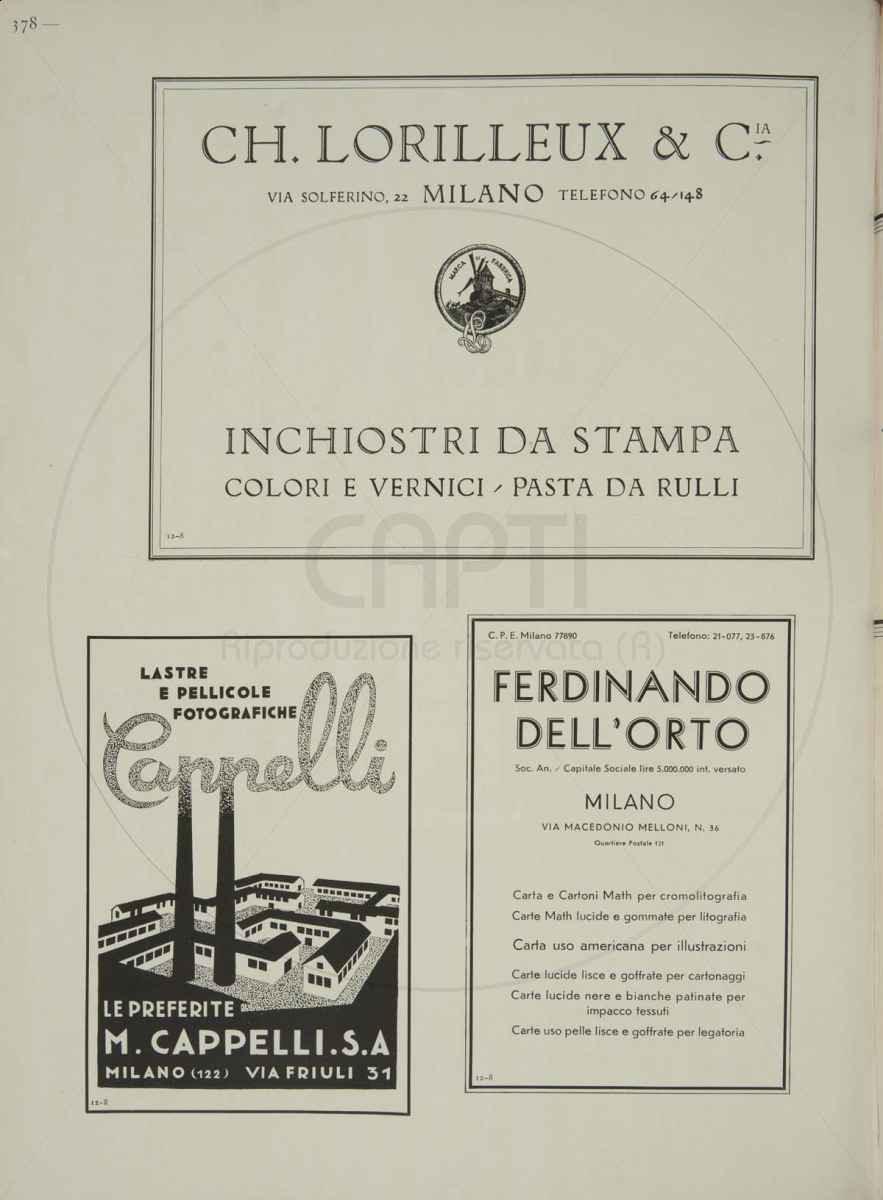 378 —
CH. LORILLEUX & C.IA
VIA SOLFERINO, 22 MILANO TELEFONO 64/148
MARCA DI FABBRICA
INCHIOSTRI DA STAMPA
COLORI E VERNICI / PASTA DA RULLI
12-8
CAPTI
Riproduzione riservata (R)
LASTRE
E PELLICOLE
FOTOGRAFICHE
Cappelli
LE PREFERITE
M. CAPPELLI.S.A
MILANO (122) VIA FRIULI 31
12-8
C. P. E. Milano 77890 Telefono: 21-077, 23-876
FERDINANDO
DELL'ORTO
Soc. An. / Capitale Sociale lire 5.000.000 int. versato
MILANO
VIA MACEDONIO MELLONI, N. 36
Quartiere Postale 121
Carta e Cartoni Math per cromolitografia
Carte Math lucide e gommate per litografia
Carta uso americana per illustrazioni
Carte lucide lisce e goffrate per cartonaggi
Carte lucide nere e bianche patinate per
impacco tessuti
Carte uso pelle lisce e goffrate per legatoria
12-8